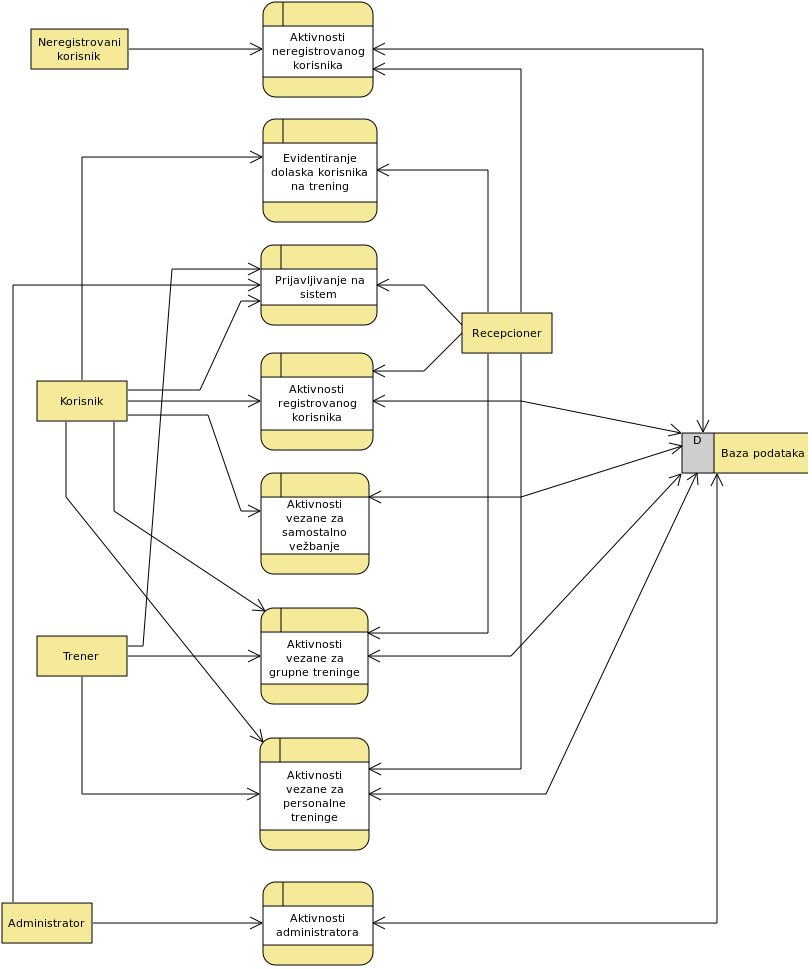 Neregistrovani
korisnik
Aktivnosti
neregistrovanog
korisnika
Evidentiranje
dolaska korisnika
na trening
Prijavljivanje na
sistem
Recepcioner
Korisnik
Aktivnosti
registrovanog
korisnika
D
Baza podataka
Aktivnosti
vezane za
samostalno
vežbanje
Trener
Aktivnosti
vezane za
grupne treninge
Aktivnosti
vezane za
personalne
treninge
Administrator
Aktivnosti
administratora